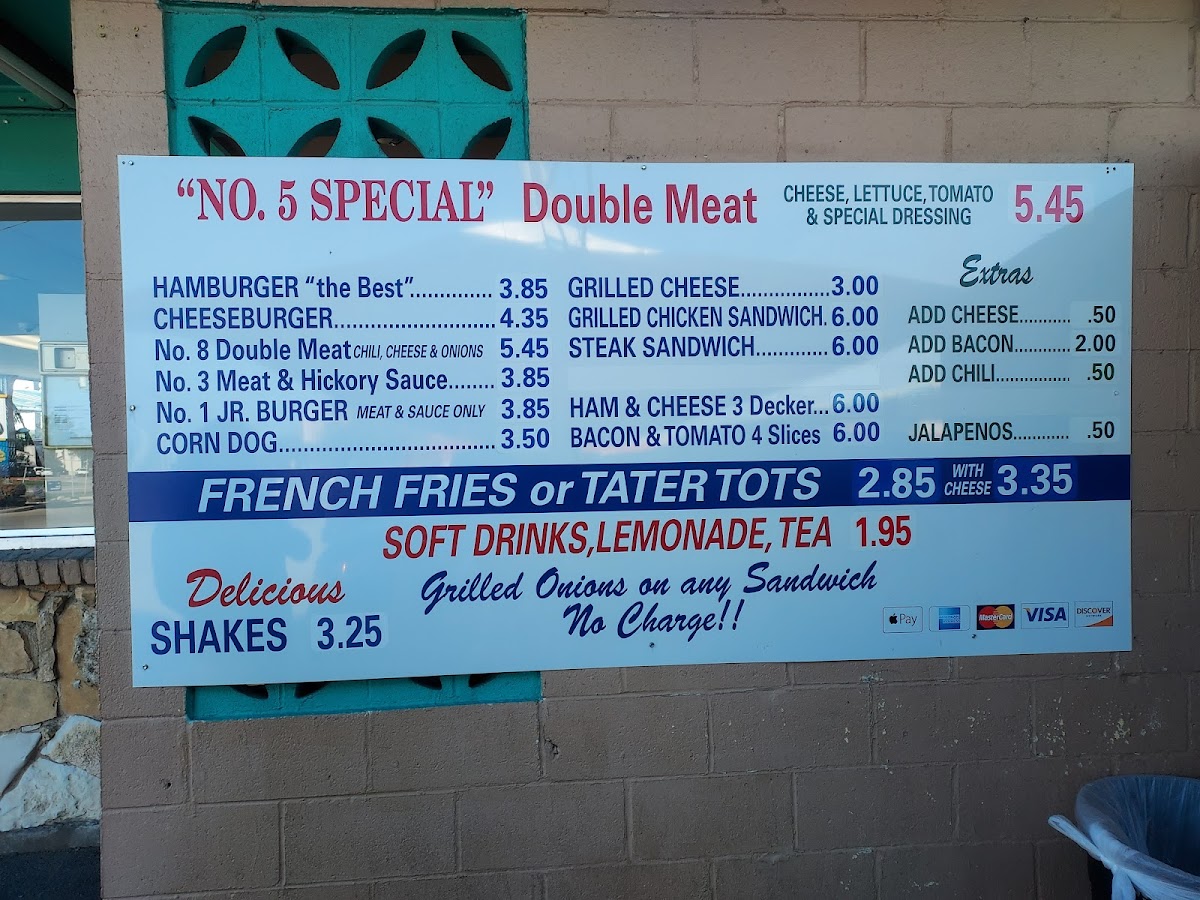 "NO. 5 SPECIAL" Double Meat CHEESE, LETTUCE, TOMATO & SPECIAL DRESSING 5.45
HAMBURGER "the Best".............. 3.85
CHEESEBURGER.......................... 4.35
No. 8 Double Meat CHILI, CHEESE & ONIONS 5.45
No. 3 Meat & Hickory Sauce........ 3.85
No. 1 JR. BURGER MEAT & SAUCE ONLY 3.85
CORN DOG................................... 3.50
GRILLED CHEESE................3.00
GRILLED CHICKEN SANDWICH. 6.00
STEAK SANDWICH............. 6.00
HAM & CHEESE 3 Decker... 6.00
BACON & TOMATO 4 Slices 6.00
Extras
ADD CHEESE........... .50
ADD BACON............ 2.00
ADD CHILI................ .50
JALAPENOS............ .50
FRENCH FRIES or TATER TOTS 2.85 WITH CHEESE 3.35
SOFT DRINKS, LEMONADE, TEA 1.95
Delicious
SHAKES 3.25
Grilled Onions on any Sandwich
No Charge!!
Pay
MasterCard
VISA
DISCOVER